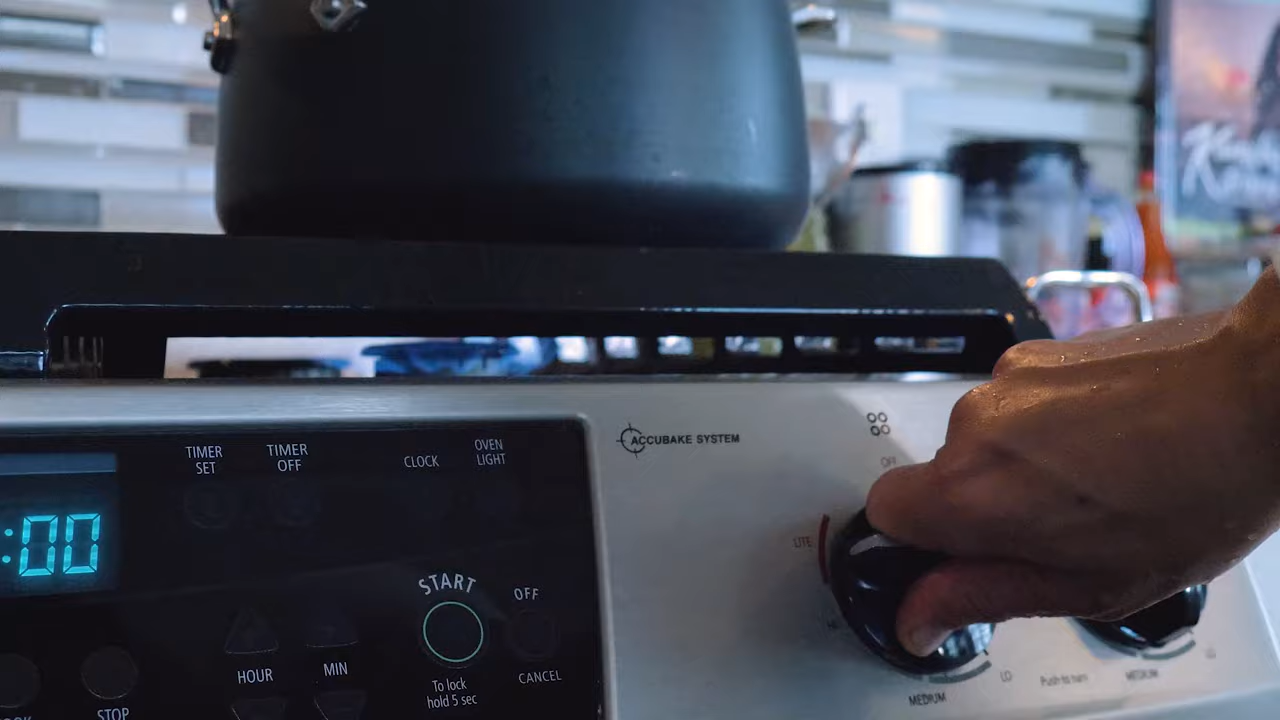 TIMER
SET
TIMER
OFF
CLOCK
OVEN
LIGHT
ACCUBAKE SYSTEM
OFF
LITE
:00
START
OFF
HOUR
MIN
CANCEL
To lock
hold 5 sec
STOP
MEDIUM
LO
Push to turn
MEDIUM